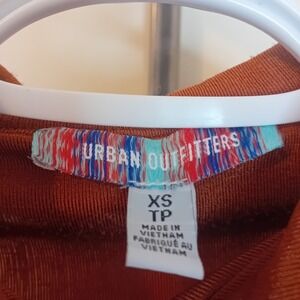 URBAN OUTFITTERS
XS
TP
MADE IN
VIETNAM
FABRIQUÉ AU
VIETNAM